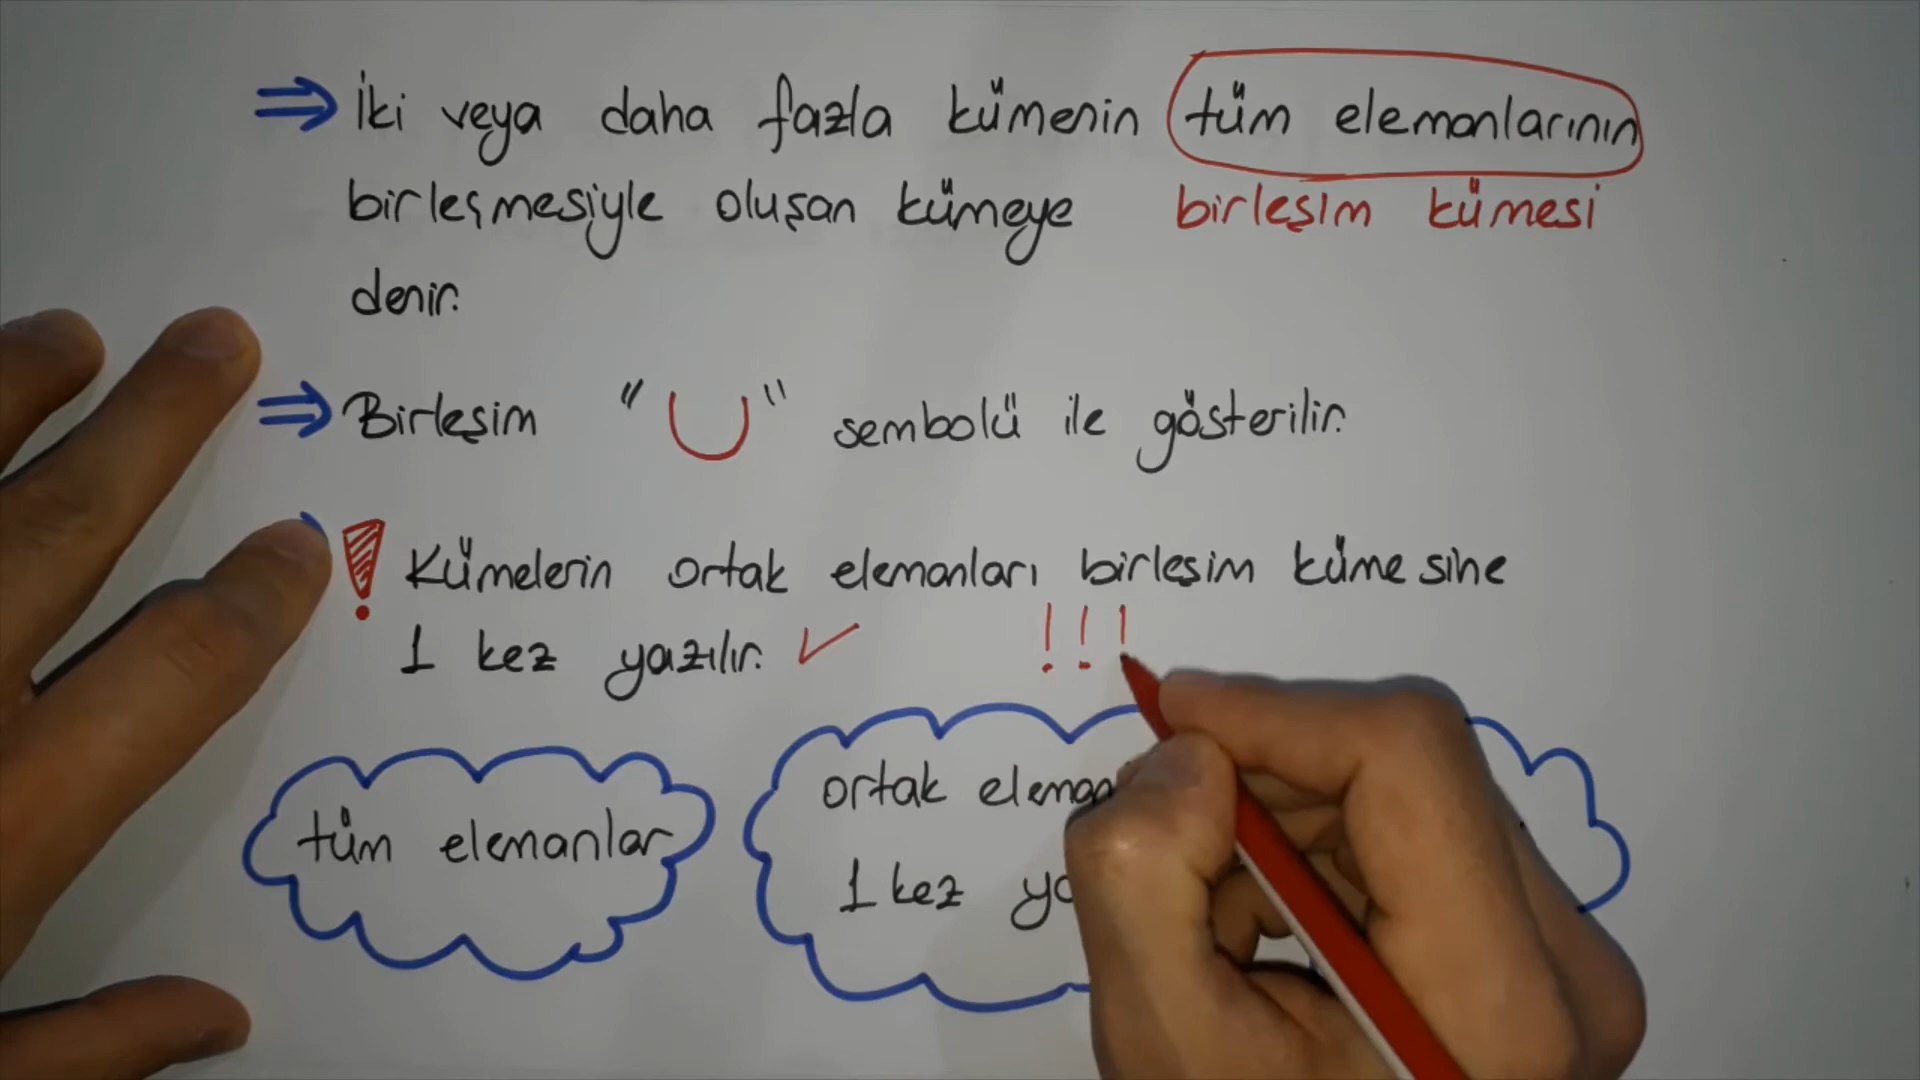 ⇒ İki veya daha fazla kümenin tüm elemanlarının
birleşmesiyle oluşan kümeye birleşim kümesi
denir.
⇒ Birleşim "∪" sembolü ile gösterilir.
! Kümelerin ortak elemanları birleşim kümesine
1 kez yazılır. ✓ !!!
tüm elemanlar
ortak
1 kez